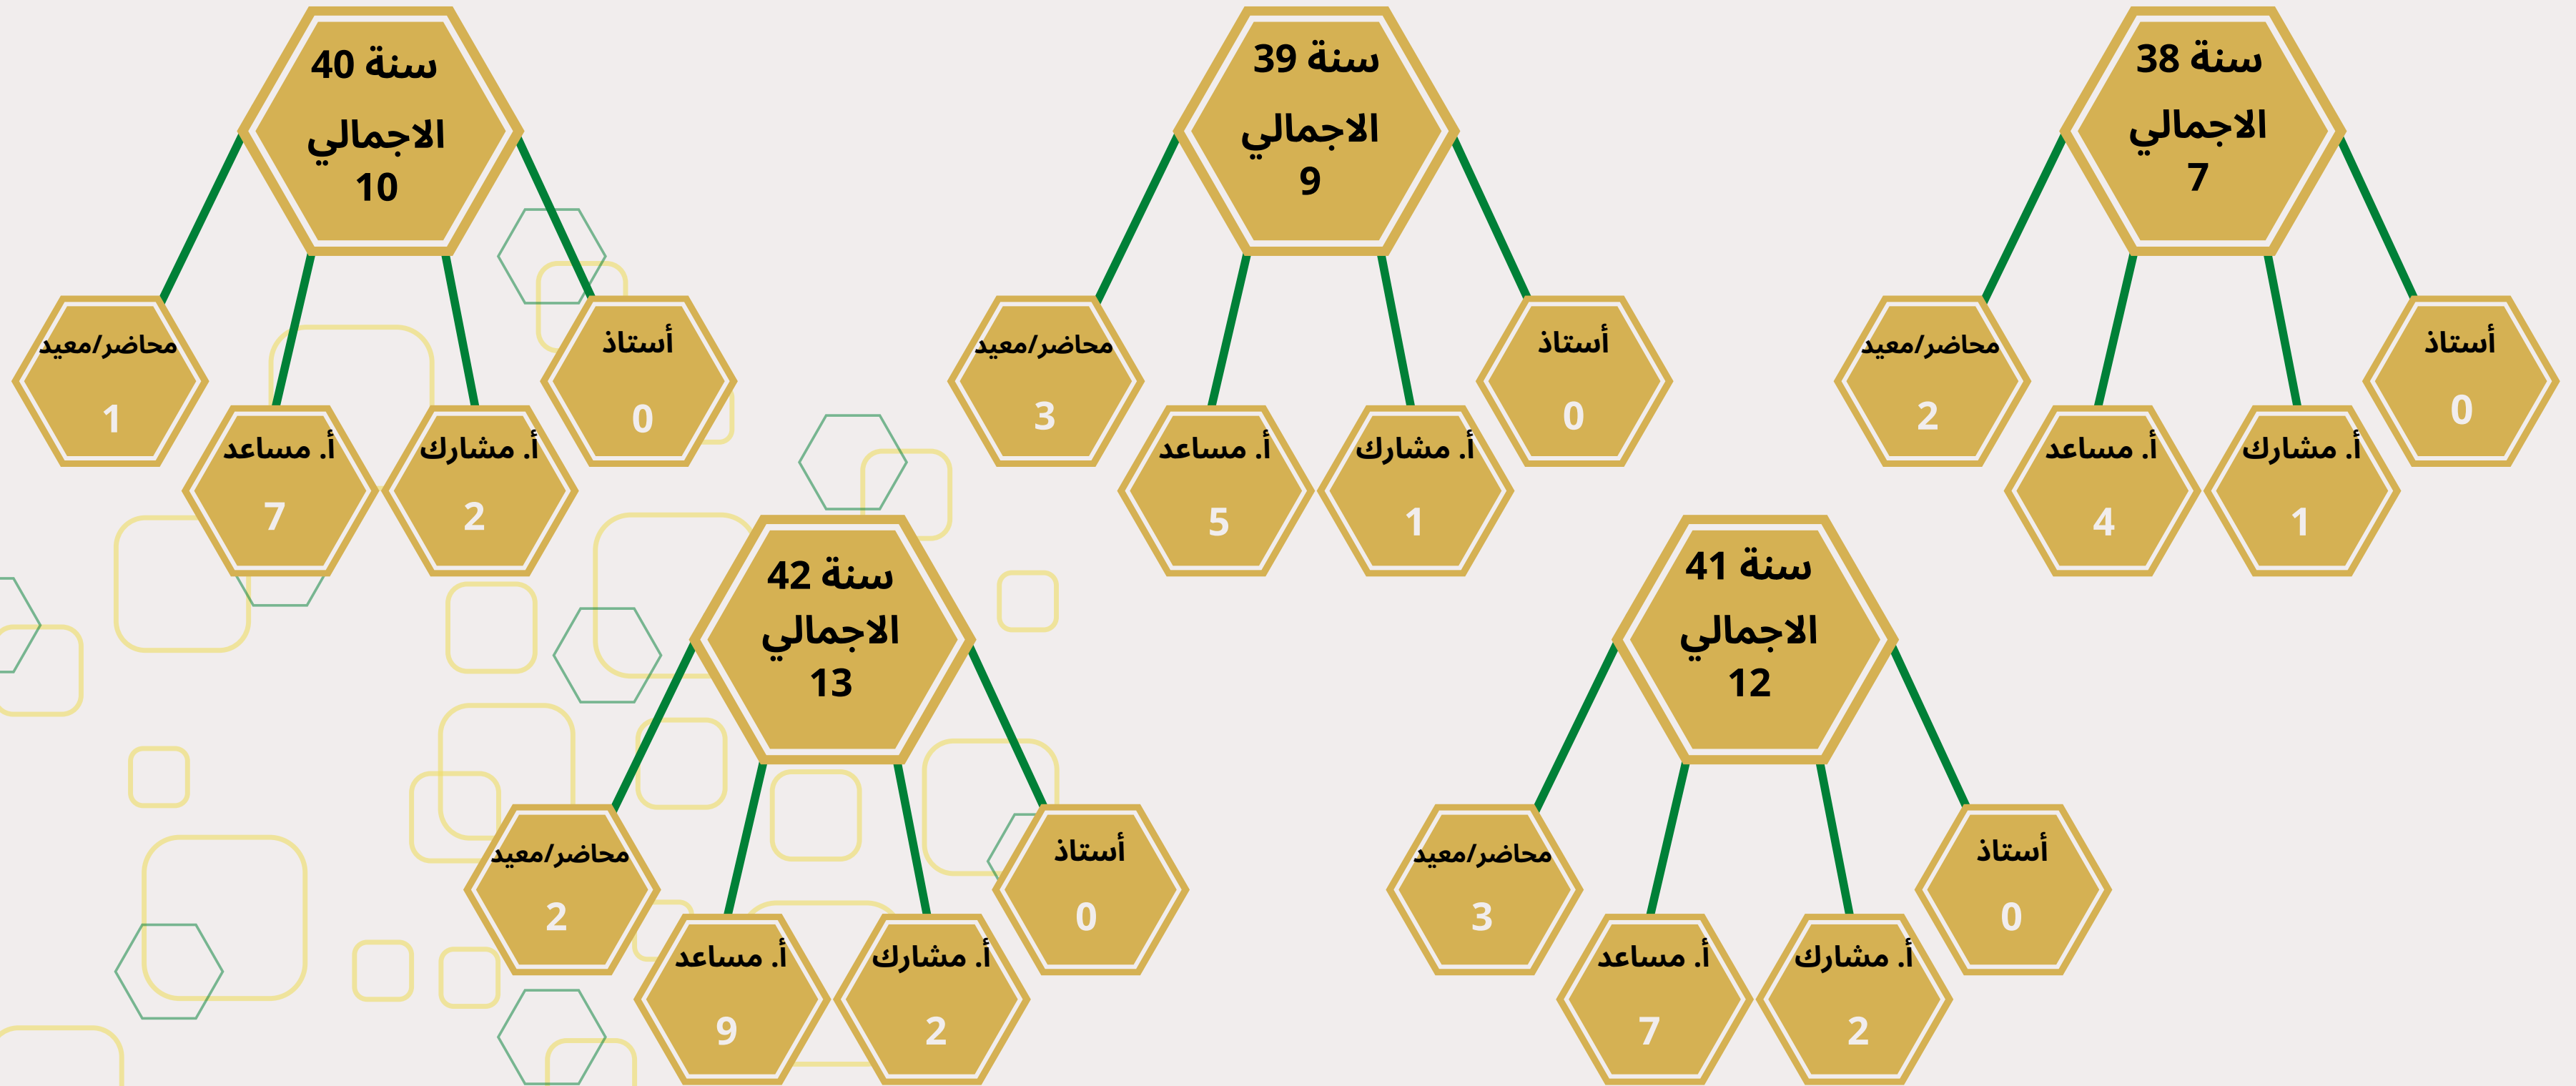 سنة 38
الاجمالي
7
أستاذ
0
أ. مشارك
1
أ. مساعد
4
محاضر/معيد
2
سنة 39
الاجمالي
9
أستاذ
0
أ. مشارك
1
أ. مساعد
5
محاضر/معيد
3
سنة 40
الاجمالي
10
أستاذ
0
أ. مشارك
2
أ. مساعد
7
محاضر/معيد
1
سنة 41
الاجمالي
12
أستاذ
0
أ. مشارك
2
أ. مساعد
7
محاضر/معيد
3
سنة 42
الاجمالي
13
أستاذ
0
أ. مشارك
2
أ. مساعد
9
محاضر/معيد
2